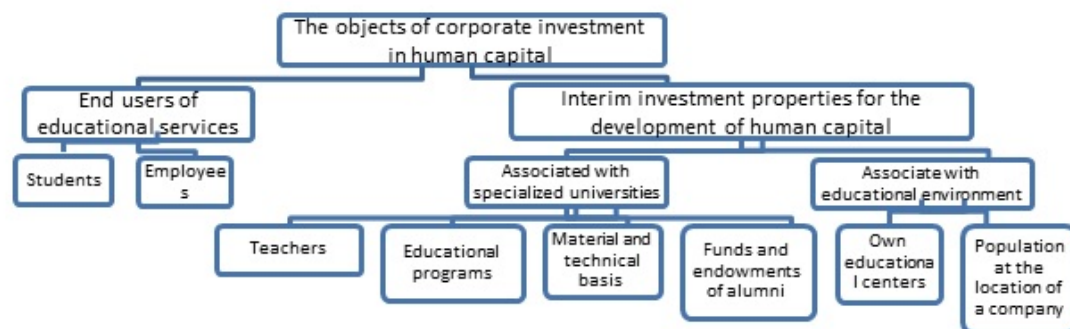 The objects of corporate investment
in human capital
End users of
educational services
Interim investment properties for the
development of human capital
Students
Employee
s
Associated with
specialized universities
Associate with
educational environment
Teachers
Educational
programs
Material and
technical
basis
Funds and
endowments
of alumni
Own
educationa
l centers
Population
at the
location of
a company